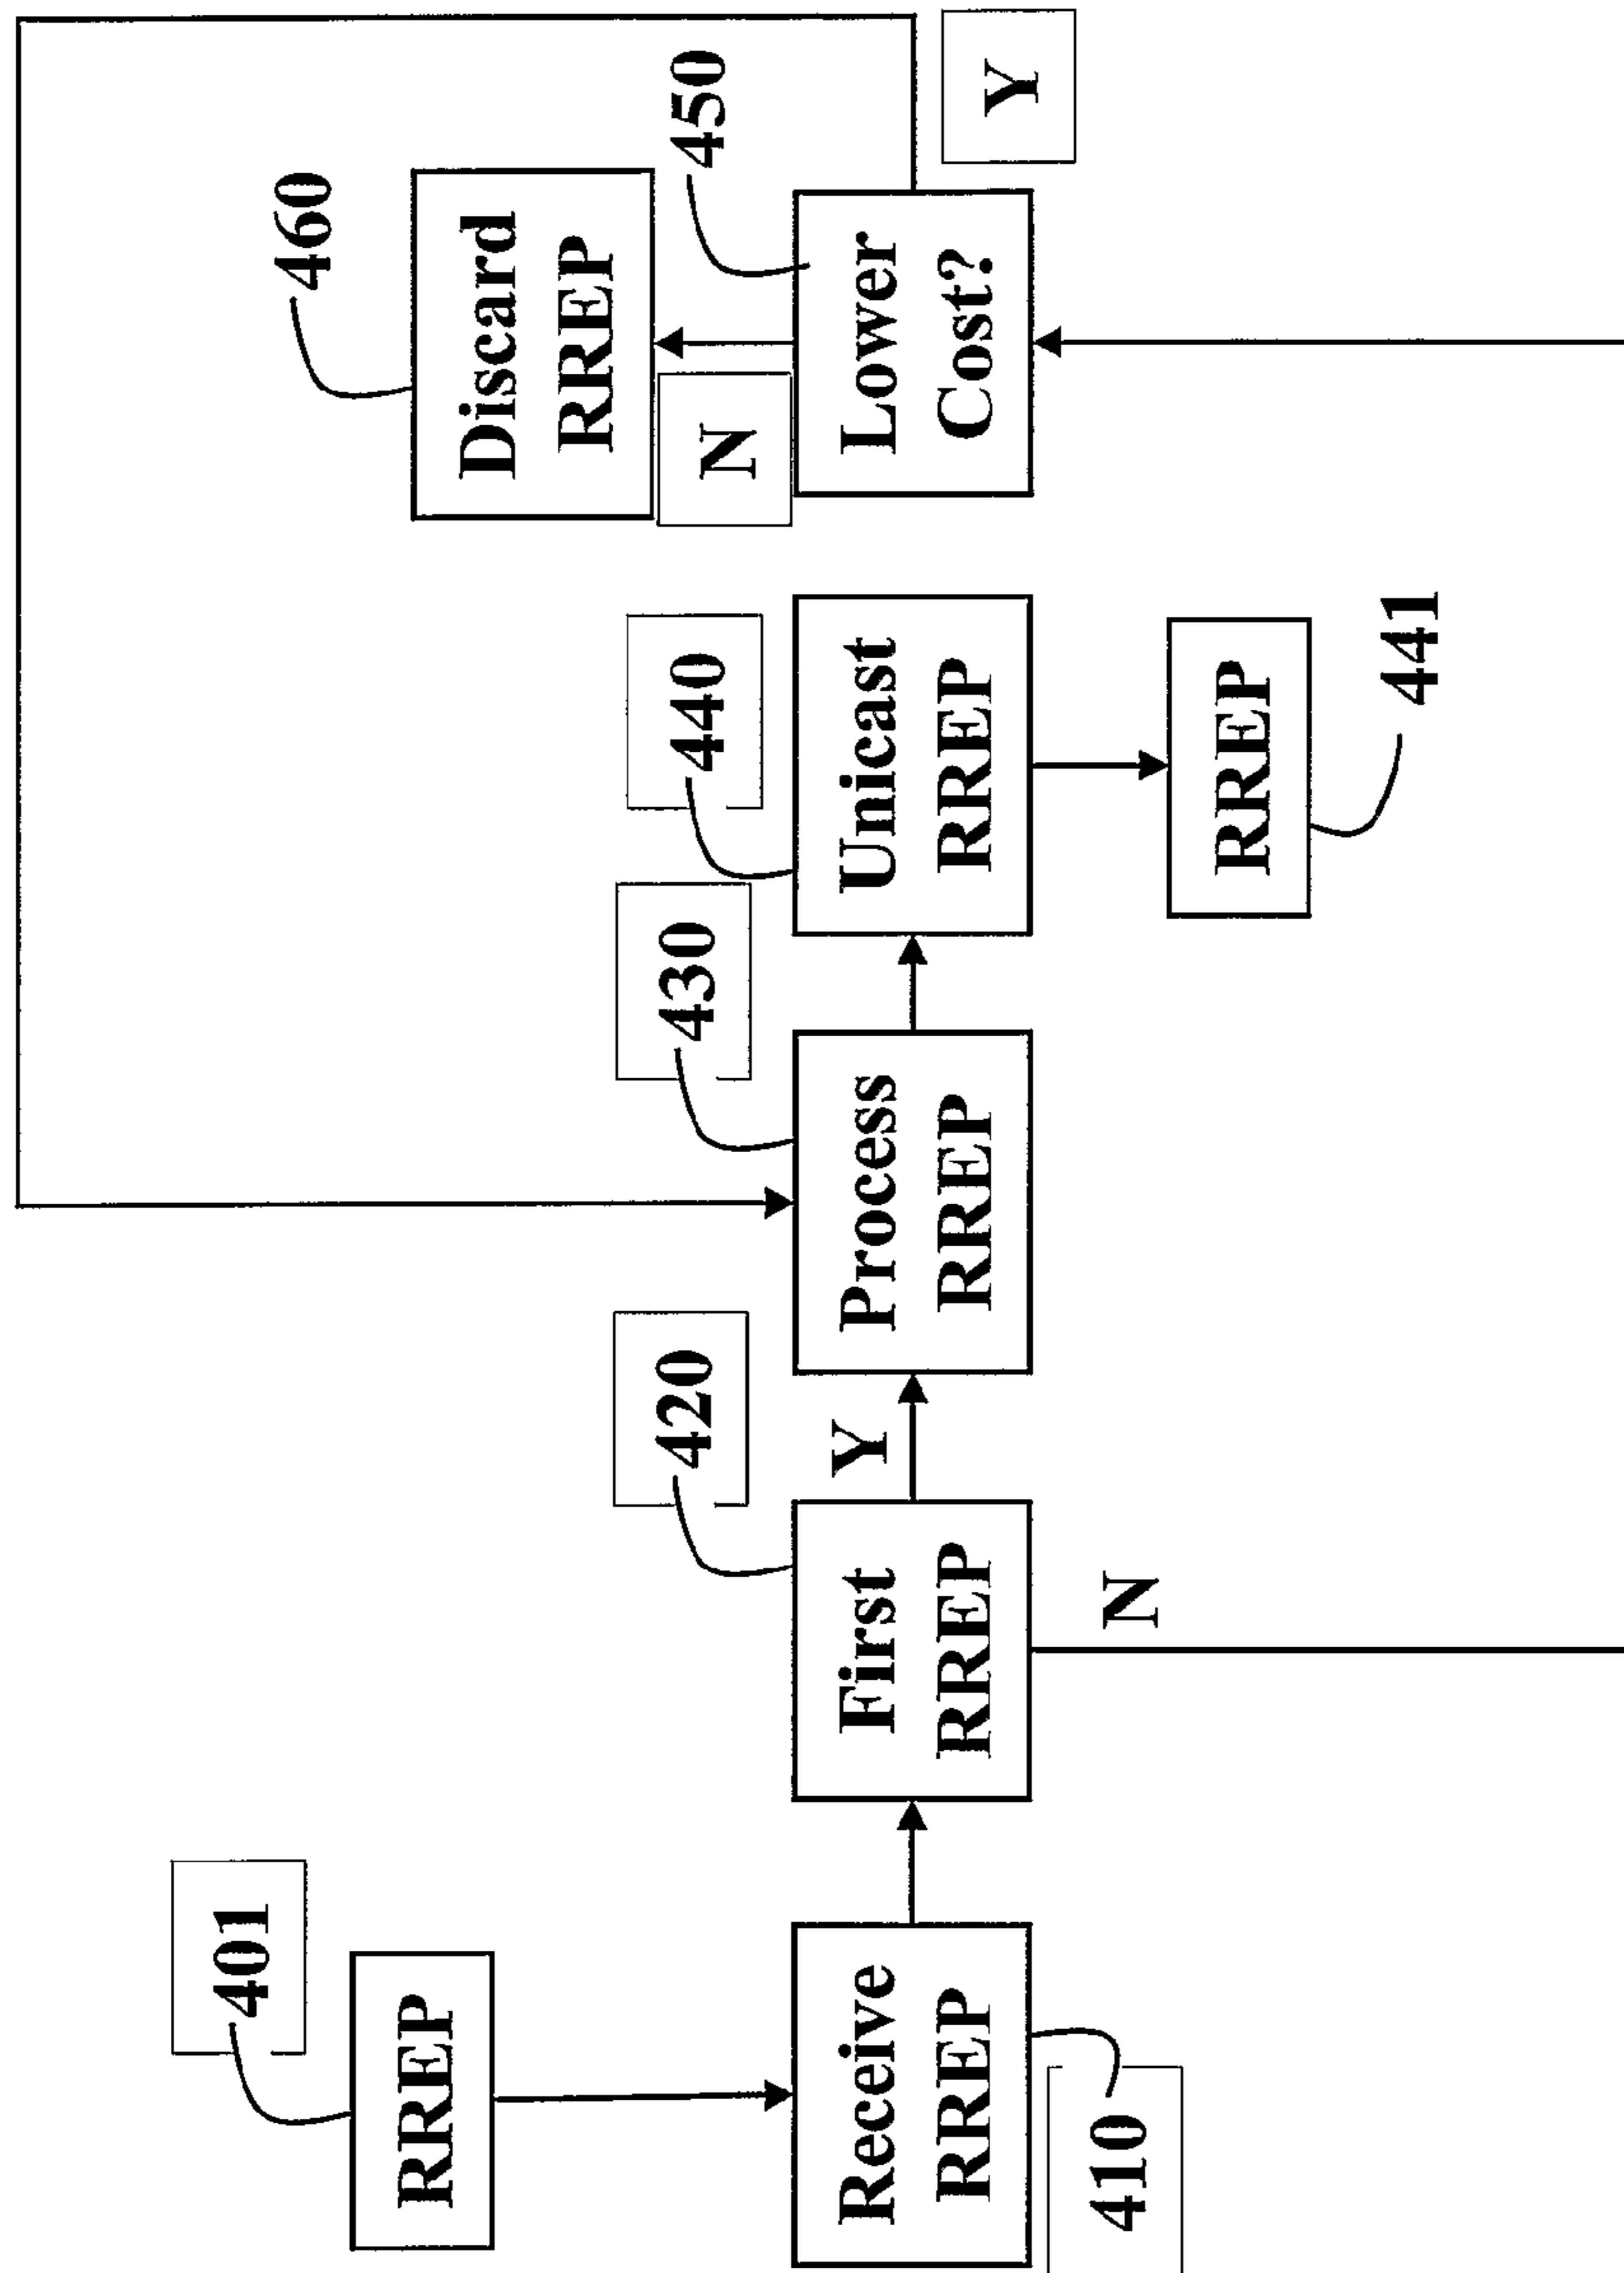 401
RREP
Receive
RREP
410
First
RREP
420
Y
N
Process
RREP
430
Unicast
RREP
440
RREP
441
Lower
Cost?
450
Y
N
Discard
RREP
460